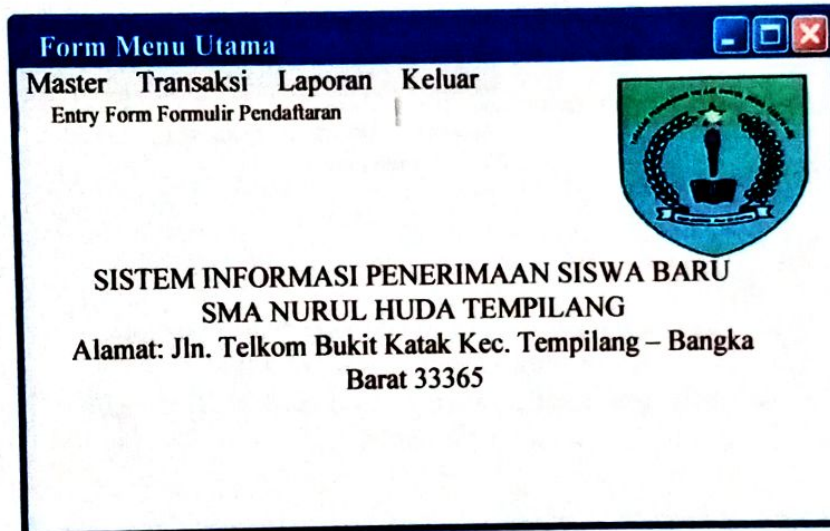 Form Menu Utama
Master Transaksi Laporan Keluar
Entry Form Formulir Pendaftaran
SISTEM INFORMASI PENERIMAAN SISWA BARU
SMA NURUL HUDA TEMPILANG
Alamat: Jln. Telkom Bukit Katak Kec. Tempilang – Bangka
Barat 33365